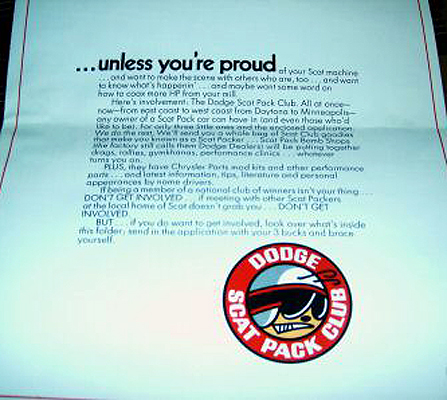 ...unless you're proud of your Scat machine
...and want to make the scene with others who are, too...and want
to know what's happenin'...and maybe want some word on
how to coax more HP from your mill.
Here's involvement: The Dodge Scat Pack Club. All at once—
now—from east coast to west coast from Daytona to Minneapolis—
any owner of a Scat Pack car can have in (and even those who'd
like to be). For only three little ones and the enclosed application.
We do the rest. We'll send you a whole bag of Scat Club goodies
that makes you known as a Scat Packer...Scat Pack Bomb Shops
(the factory still calls them Dodge Dealers) will be putting together
drags, rallies, gymkhanas, performance clinics...whatever
turns you on.
PLUS, they have Chrysler Parts mod kits and other performance
parts...and latest information, tips, literature and personal
appearances by name drivers.
If being a member of a national club of winners isn't your thing...
DON'T GET INVOLVED...if meeting with other Scat Packers
at the local home of Scat doesn't grab you...DON'T GET
INVOLVED.
BUT...if you do want to get involved, look over what's inside
this folder; send in the application with your 3 bucks and brace
yourself.
DODGE
SCAT PACK CLUB